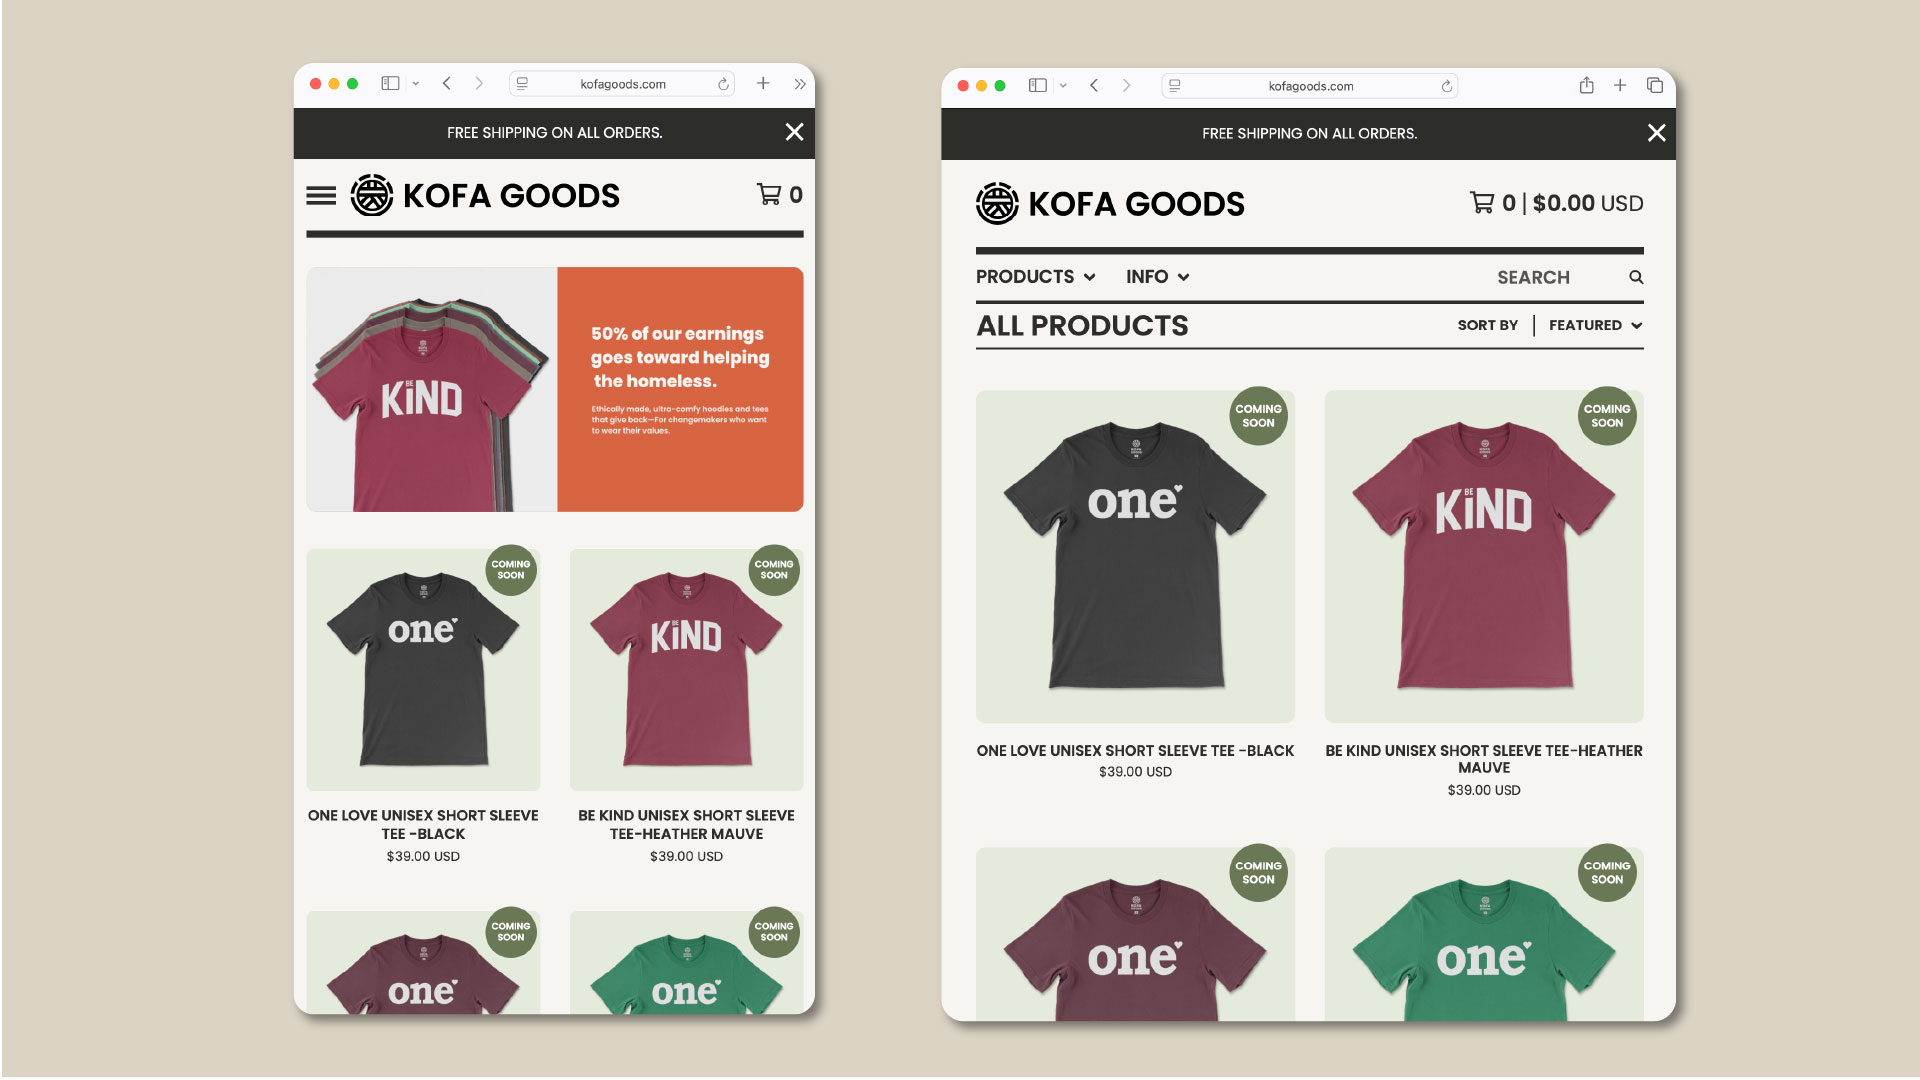 kofagoods.com
FREE SHIPPING ON ALL ORDERS.
KOFA GOODS
0
BE
KiND
50% of our earnings
goes toward helping
the homeless.
Ethically made, ultra-comfy hoodies and tees
that give back—For changemakers who want
to wear their values.
COMING
SOON
one
COMING
SOON
BE
KiND
ONE LOVE UNISEX SHORT SLEEVE
TEE -BLACK
$39.00 USD
BE KIND UNISEX SHORT SLEEVE
TEE-HEATHER MAUVE
$39.00 USD
COMING
SOON
one
COMING
SOON
one
kofagoods.com
FREE SHIPPING ON ALL ORDERS.
KOFA GOODS
0 | $0.00 USD
PRODUCTS
INFO
SEARCH
ALL PRODUCTS
SORT BY
FEATURED
COMING
SOON
one
COMING
SOON
BE
KiND
ONE LOVE UNISEX SHORT SLEEVE TEE -BLACK
$39.00 USD
BE KIND UNISEX SHORT SLEEVE TEE-HEATHER
MAUVE
$39.00 USD
COMING
SOON
one
COMING
SOON
one